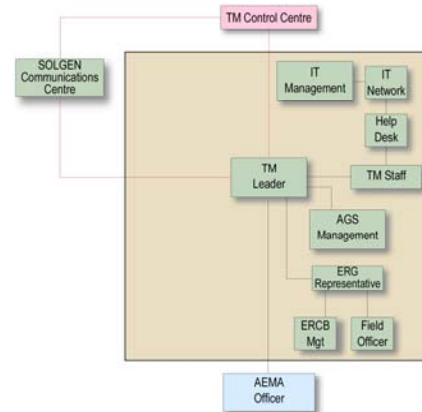 TM Control Centre
SOLGEN
Communications
Centre
IT
Management
IT
Network
Help
Desk
TM
Leader
TM Staff
AGS
Management
ERG
Representative
ERCB
Mgt
Field
Officer
AEMA
Officer